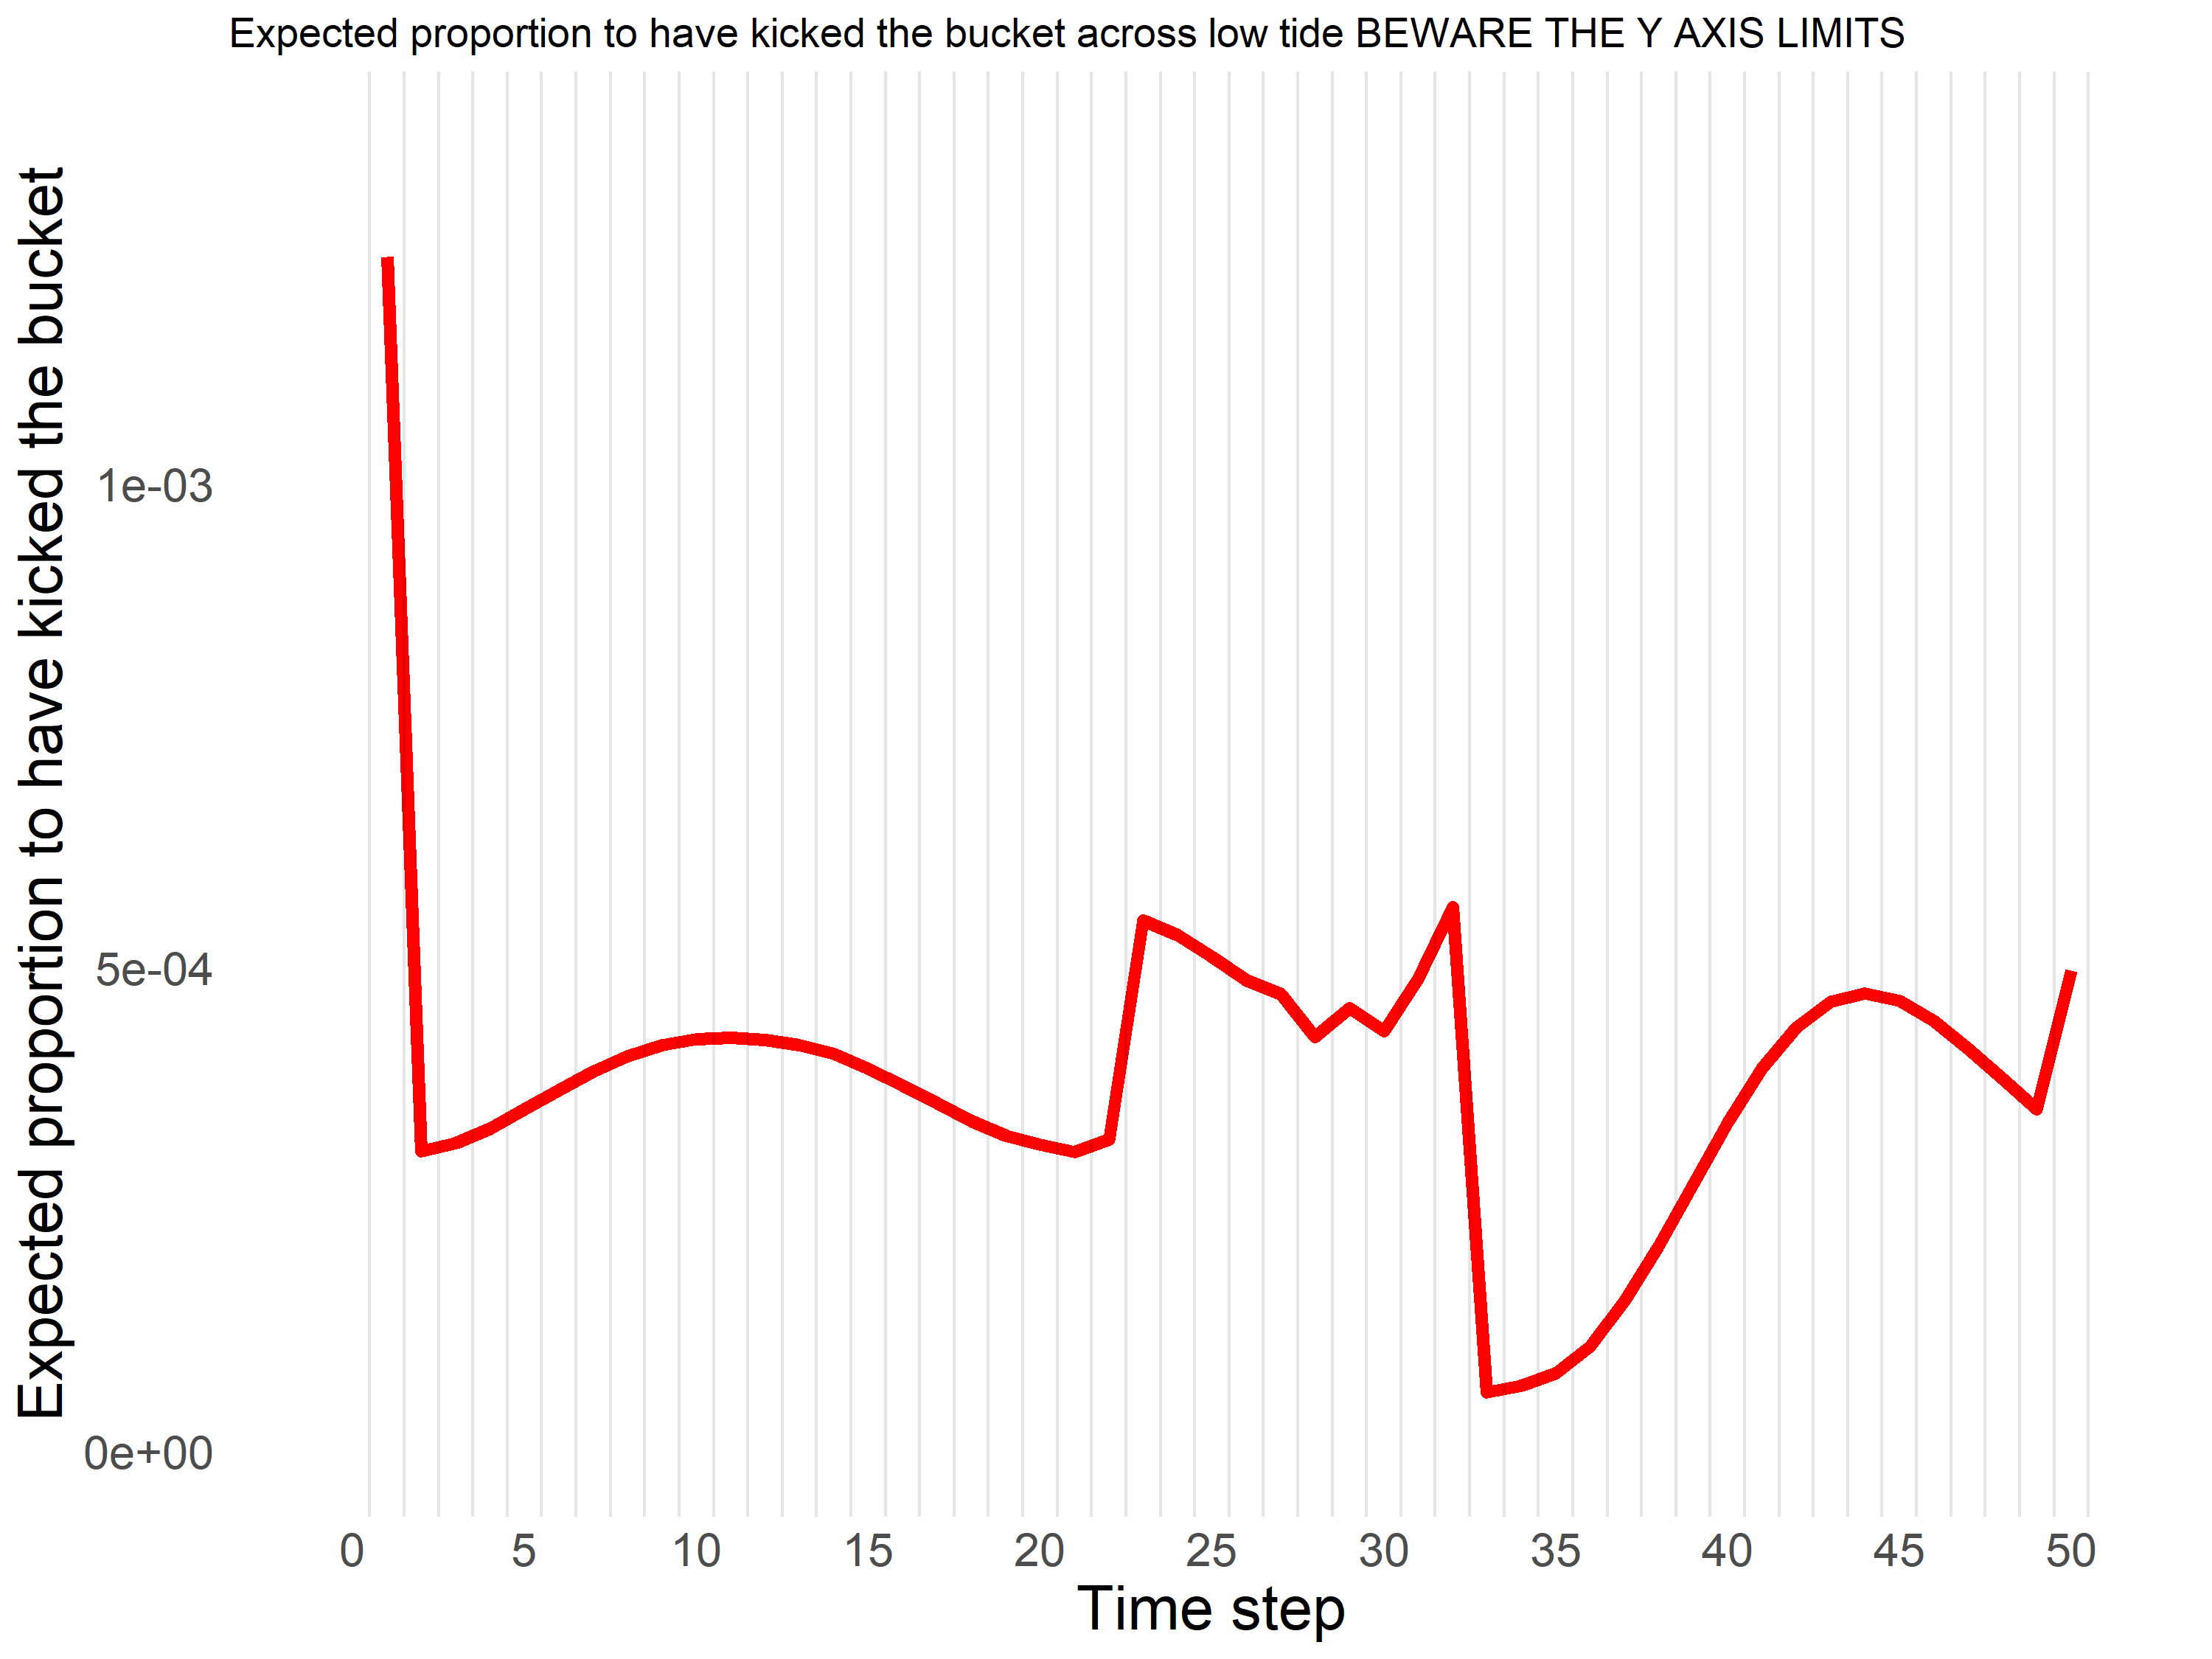 Expected proportion to have kicked the bucket across low tide BEWARE THE Y AXIS LIMITS
Expected proportion to have kicked the bucket
1e-03
5e-04
0e+00
0 5 10 15 20 25 30 35 40 45 50
Time step